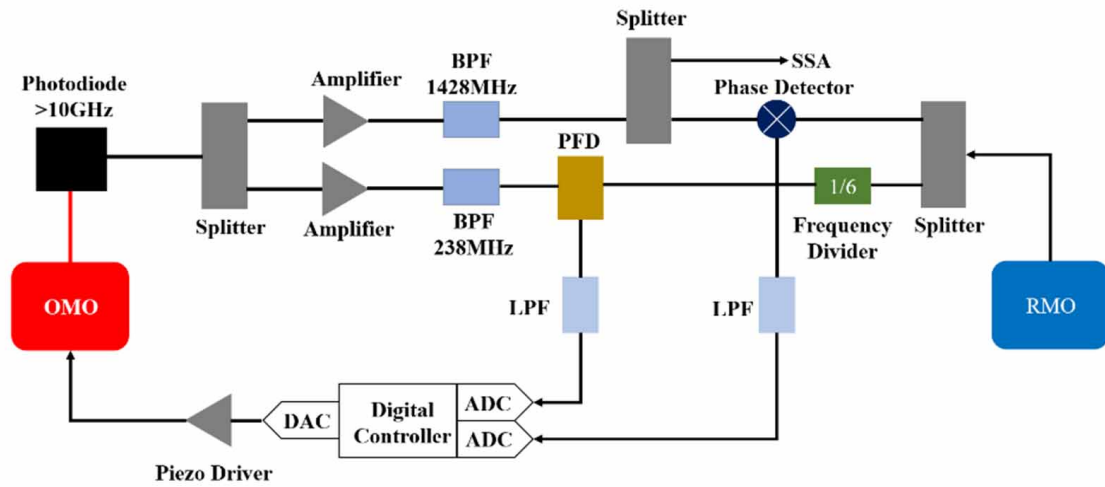 Splitter
SSA
Phase Detector
BPF
1428MHz
Amplifier
Photodiode
>10GHz
PFD
1/6
Splitter
Amplifier
BPF
238MHz
Frequency
Divider
Splitter
OMO
LPF
LPF
RMO
DAC
Digital
Controller
ADC
ADC
Piezo Driver